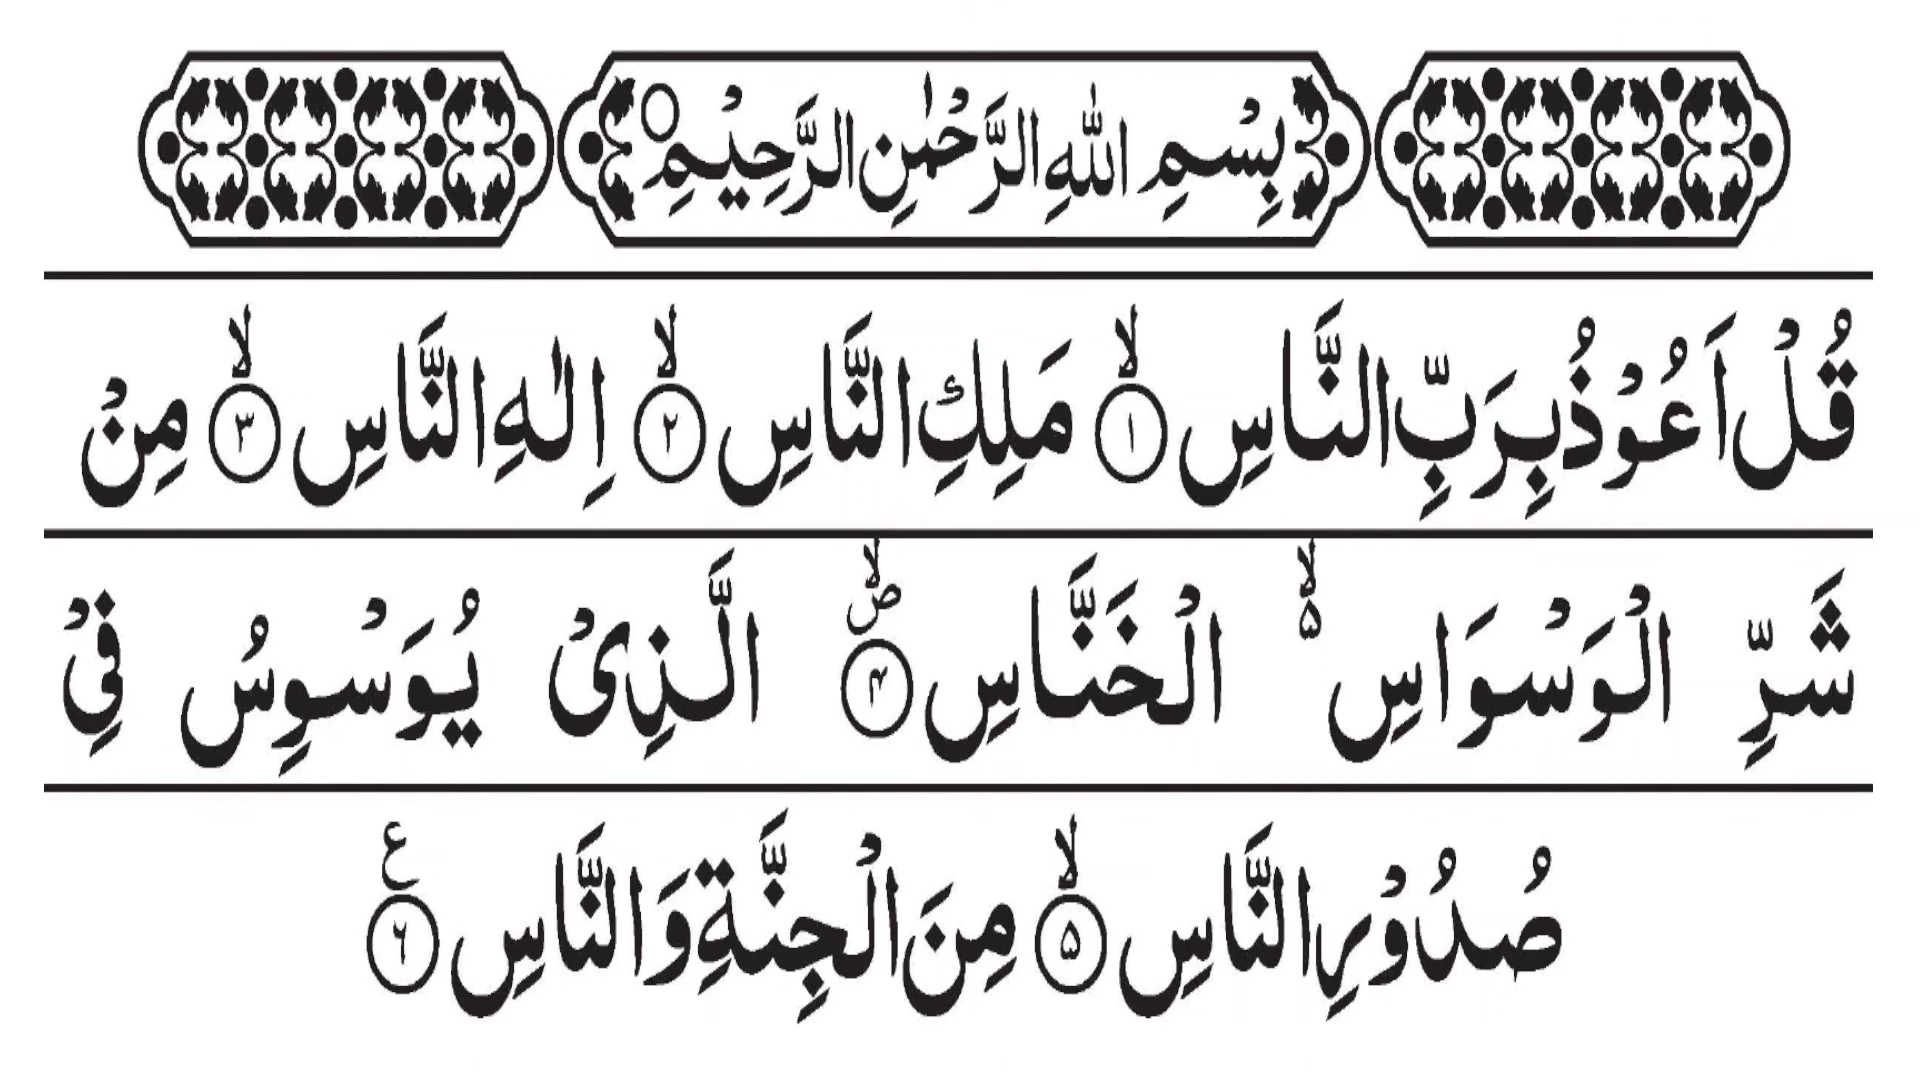 بِسْمِ اللّٰهِ الرَّحْمٰنِ الرَّحِيْمِ
قُلْ اَعُوْذُ بِرَبِّ النَّاسِ ۙ‏﴿۱﴾ مَلِكِ النَّاسِ ۙ‏﴿۲﴾ اِلٰهِ النَّاسِ ۙ‏﴿۳﴾ مِنْ
شَرِّ الْوَسْوَاسِ ۙ۵ الْخَنَّاسِ ۪ۙۖ‏﴿۴﴾ الَّذِیْ يُوَسْوِسُ فِیْ
صُدُوْرِ النَّاسِ ۙ‏﴿۵﴾ مِنَ الْجِنَّةِ وَالنَّاسِ ع﴿۶﴾